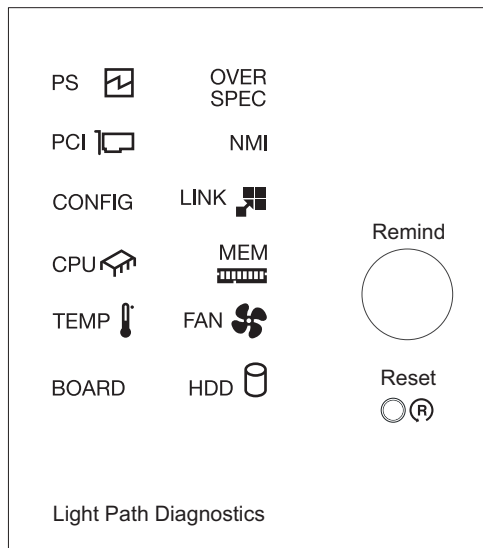 PS
OVER
SPEC
PCI
NMI
CONFIG
LINK
Remind
CPU
MEM
TEMP
FAN
BOARD
HDD
Reset
R
Light Path Diagnostics